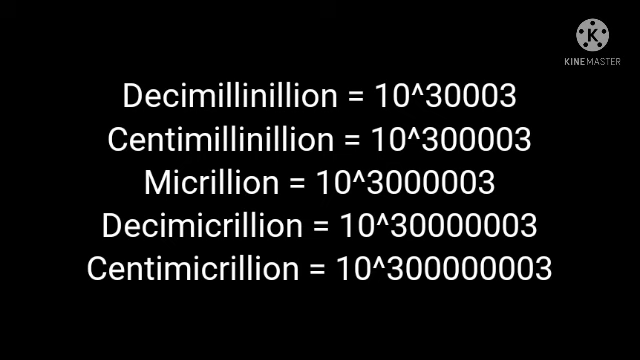 K
KINEMASTER
Decimillinillion = 10^30003
Centimillinillion = 10^300003
Micrillion = 10^3000003
Decimicrillion = 10^30000003
Centimicrillion = 10^300000003